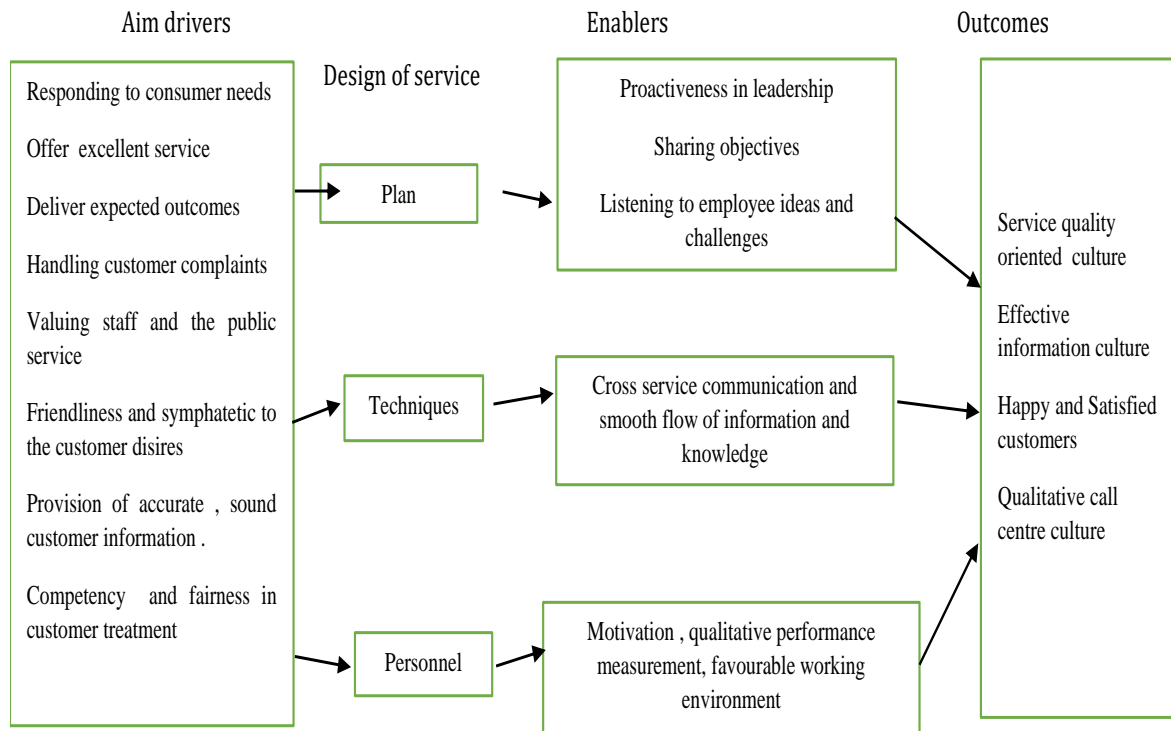 Aim drivers
Enablers
Outcomes
Design of service
Responding to consumer needs
Offer excellent service
Deliver expected outcomes
Handling customer complaints
Valuing staff and the public
service
Friendliness and symphatetic to
the customer disires
Provision of accurate , sound
customer information .
Competency and fairness in
customer treatment
Plan
Techniques
Personnel
Proactiveness in leadership
Sharing objectives
Listening to employee ideas and
challenges
Cross service communication and
smooth flow of information and
knowledge
Motivation , qualitative performance
measurement, favourable working
environment
Service quality
oriented culture
Effective
information culture
Happy and Satisfied
customers
Qualitative call
centre culture